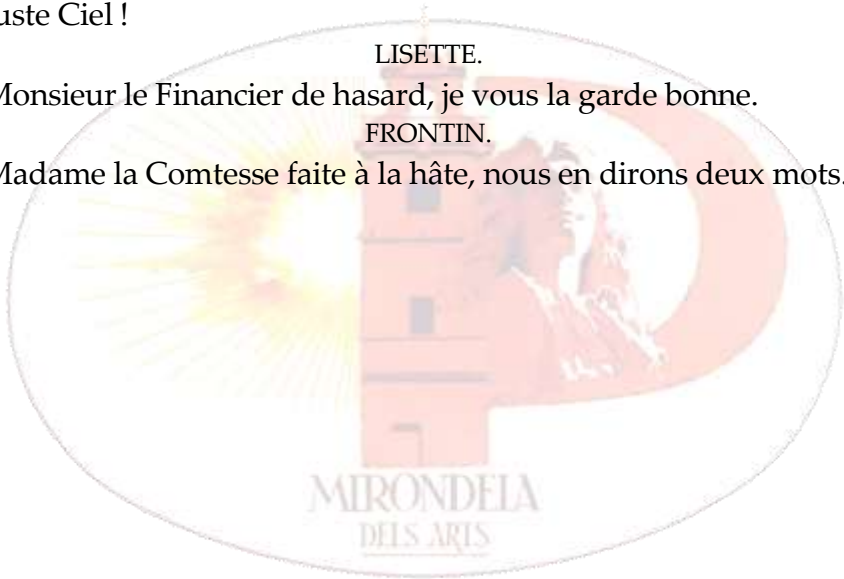 uste Ciel !
LISETTE.
Monsieur le Financier de hasard, je vous la garde bonne.
FRONTIN.
Madame la Comtesse faite à la hâte, nous en dirons deux mots.
MIRONDELA
DELS ARTS